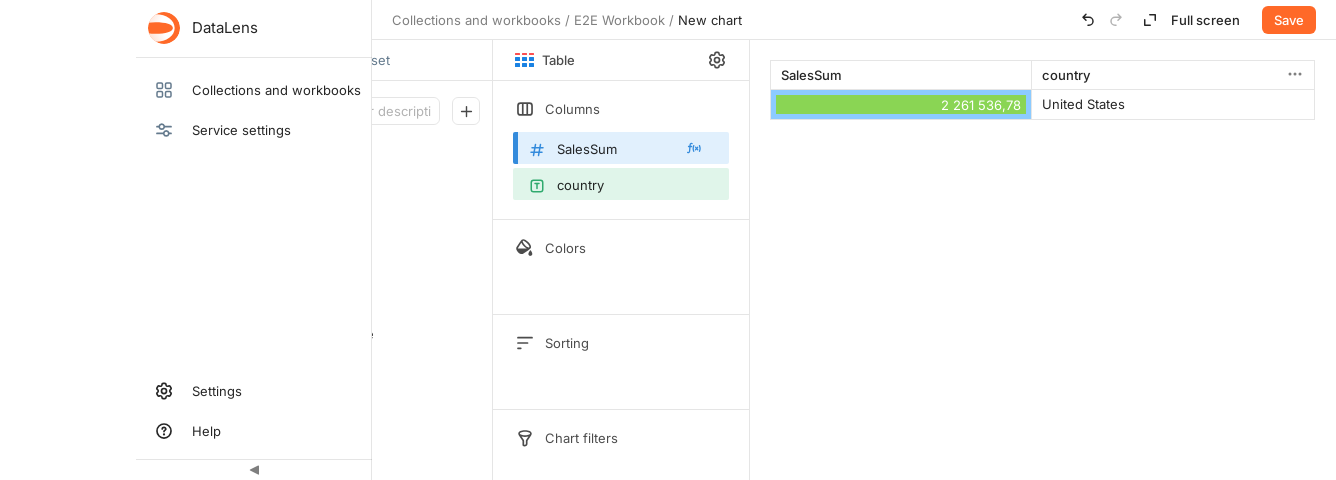 DataLens
Collections and workbooks
Service settings
Settings
Help
Collections and workbooks / E2E Workbook / New chart
Full screen
Save
set
r descripti
Table
Columns
SalesSum
country
Colors
Sorting
Chart filters
SalesSum country
2 261 536,78 United States